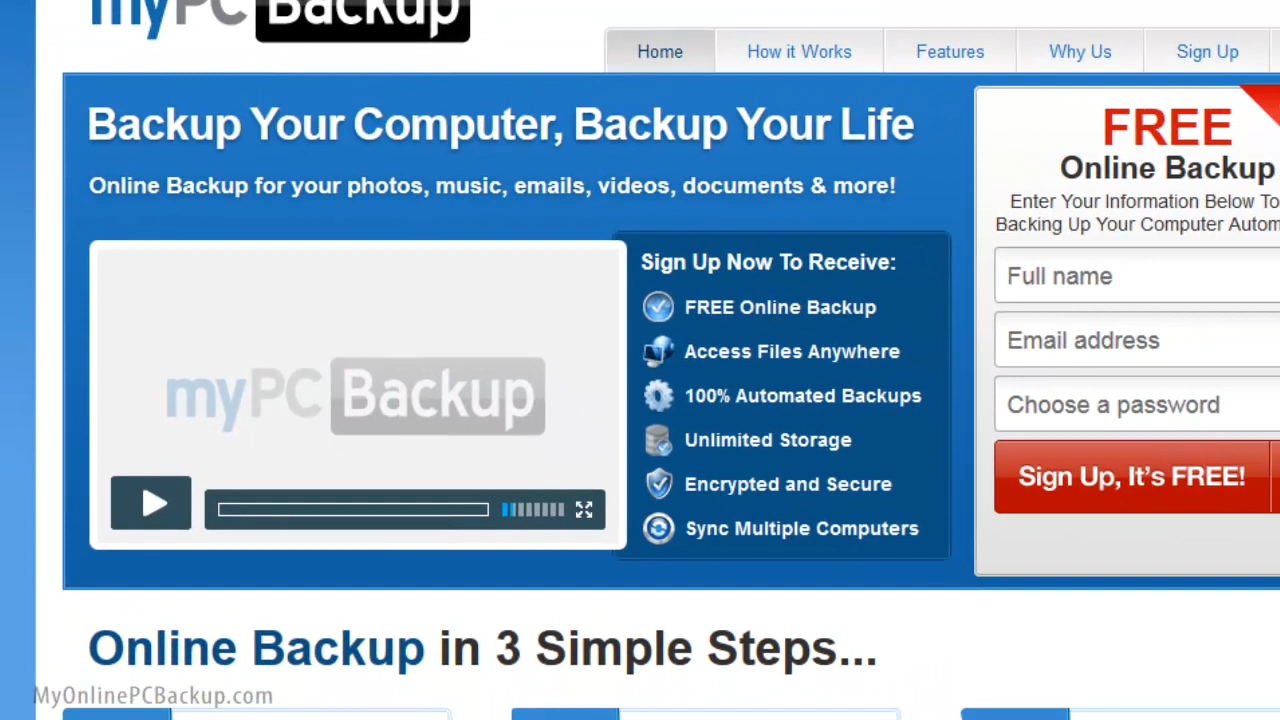 myPC Backup
Home
How it Works
Features
Why Us
Sign Up
Backup Your Computer, Backup Your Life
Online Backup for your photos, music, emails, videos, documents & more!
myPC Backup
Sign Up Now To Receive:
FREE Online Backup
Access Files Anywhere
100% Automated Backups
Unlimited Storage
Encrypted and Secure
Sync Multiple Computers
FREE
Online Backup
Enter Your Information Below To
Backing Up Your Computer Autom
Full name
Email address
Choose a password
Sign Up, It's FREE!
Online Backup in 3 Simple Steps...
MyOnlinePCBackup.com